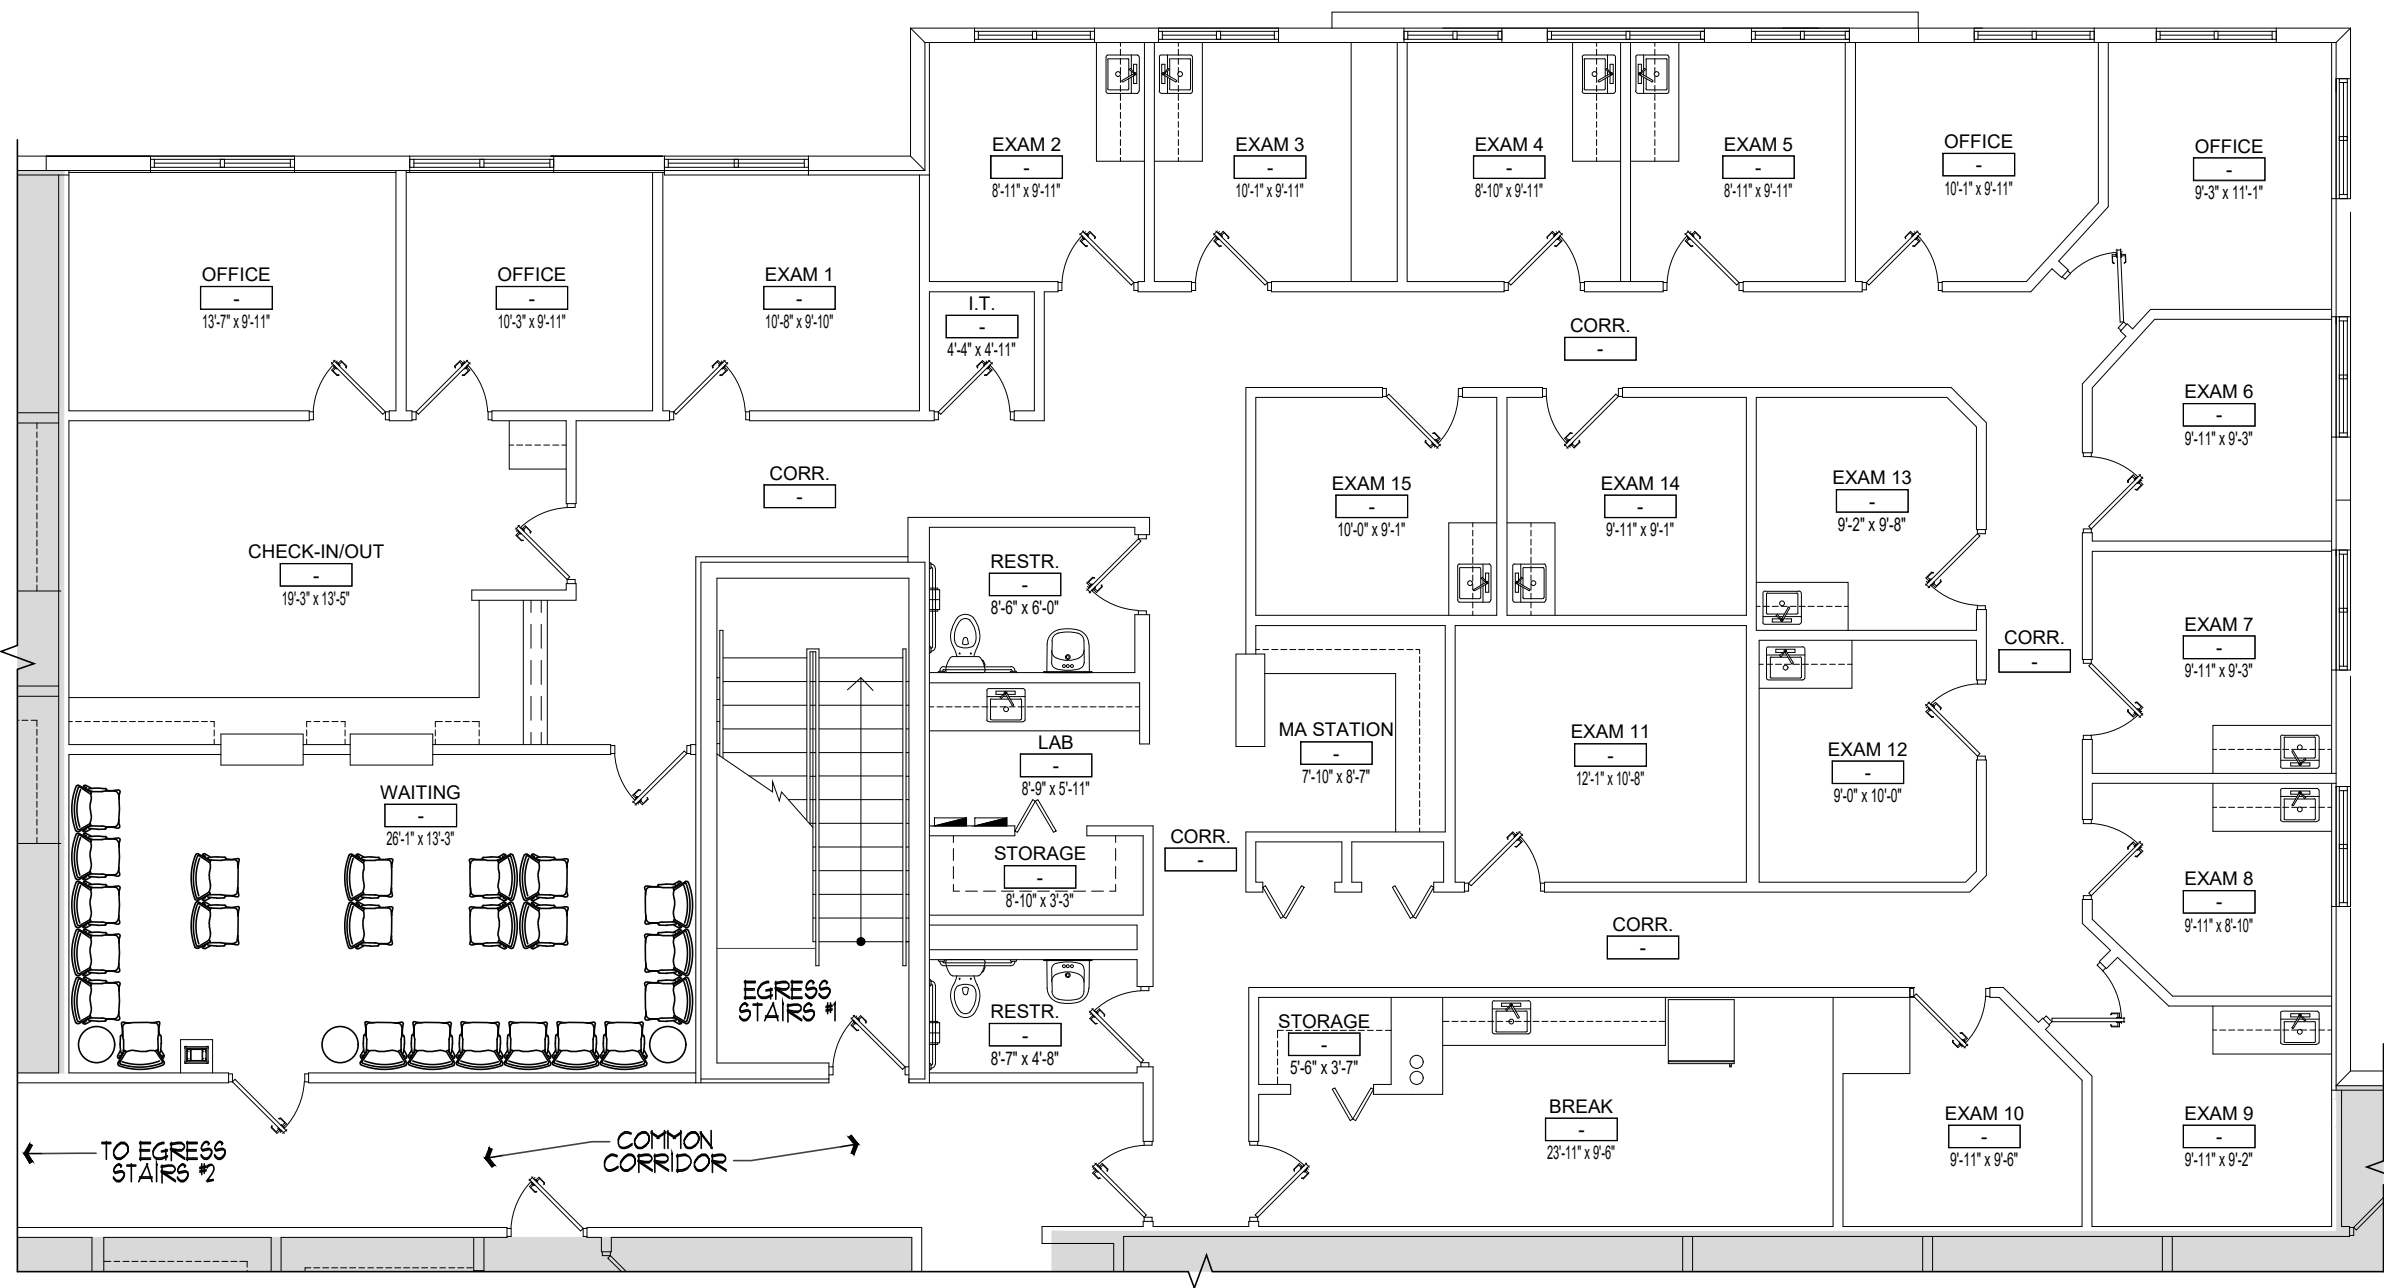 EXAM 2
-
8'-11" x 9'-11"
EXAM 3
-
10'-1" x 9'-11"
EXAM 4
-
8'-10" x 9'-11"
EXAM 5
-
8'-11" x 9'-11"
OFFICE
-
10'-1" x 9'-11"
OFFICE
-
9'-3" x 11'-1"
OFFICE
-
13'-7" x 9'-11"
OFFICE
-
10'-3" x 9'-11"
EXAM 1
-
10'-8" x 9'-10"
I.T.
-
4'-4" x 4'-11"
CORR.
-
EXAM 6
-
9'-11" x 9'-3"
CORR.
-
EXAM 15
-
10'-0" x 9'-1"
EXAM 14
-
9'-11" x 9'-1"
EXAM 13
-
9'-2" x 9'-8"
CHECK-IN/OUT
-
19'-3" x 13'-5"
RESTR.
-
8'-6" x 6'-0"
CORR.
-
EXAM 7
-
9'-11" x 9'-3"
LAB
-
8'-9" x 5'-11"
MA STATION
-
7'-10" x 8'-7"
EXAM 11
-
12'-1" x 10'-8"
EXAM 12
-
9'-0" x 10'-0"
WAITING
-
26'-1" x 13'-3"
STORAGE
-
8'-10" x 3'-3"
CORR.
-
EXAM 8
-
9'-11" x 8'-10"
CORR.
-
EGRESS
STAIRS #1
RESTR.
-
8'-7" x 4'-8"
STORAGE
-
5'-6" x 3'-7"
BREAK
-
23'-11" x 9'-6"
EXAM 10
-
9'-11" x 9'-6"
EXAM 9
-
9'-11" x 9'-2"
TO EGRESS
STAIRS #2
COMMON
CORRIDOR